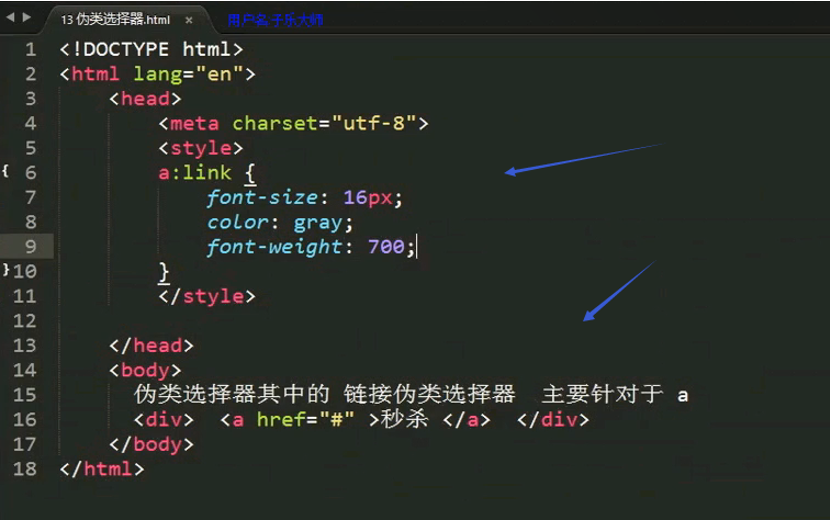 13 伪类选择器.html × 用户名子乐大师
1 <!DOCTYPE html>
2 <html lang="en">
3 <head>
4 <meta charset="utf-8">
5 <style>
{ 6 a:link {
7 font-size: 16px;
8 color: gray;
9 font-weight: 700;
}10 }
11 </style>
12
13 </head>
14 <body>
15 伪类选择器其中的 链接伪类选择器 主要针对于 a
16 <div> <a href="#" >秒杀 </a> </div>
17 </body>
18 </html>